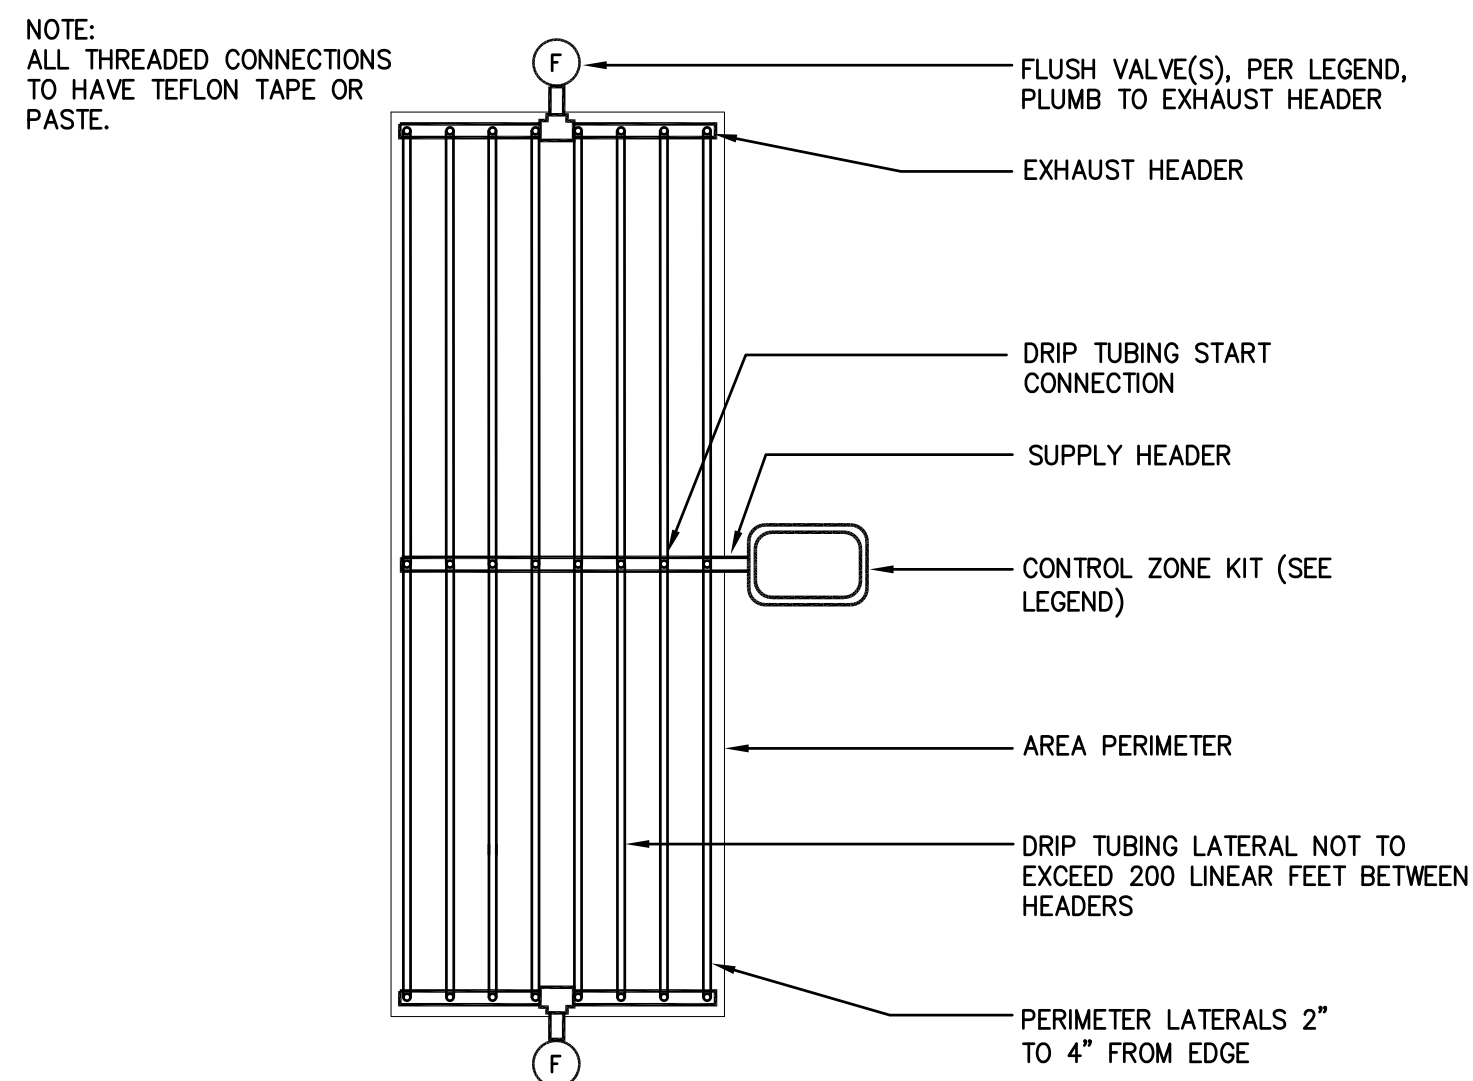 NOTE:
ALL THREADED CONNECTIONS
TO HAVE TEFLON TAPE OR
PASTE.
F
FLUSH VALVE(S), PER LEGEND,
PLUMB TO EXHAUST HEADER
EXHAUST HEADER
DRIP TUBING START
CONNECTION
SUPPLY HEADER
CONTROL ZONE KIT (SEE
LEGEND)
AREA PERIMETER
DRIP TUBING LATERAL NOT TO
EXCEED 200 LINEAR FEET BETWEEN
HEADERS
PERIMETER LATERALS 2”
TO 4” FROM EDGE
F